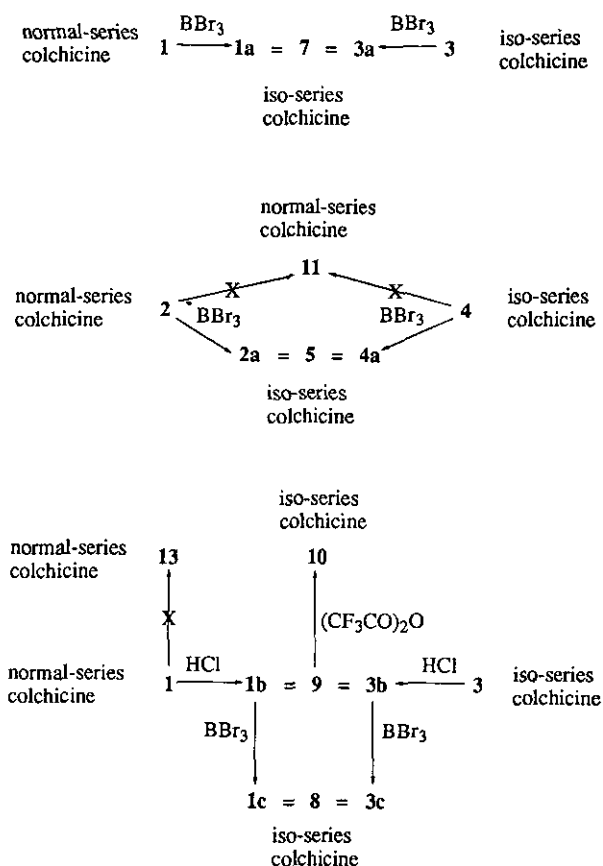 BBr3 BBr3
normal-series 1 1a = 7 = 3a 3 iso-series
colchicine colchicine
iso-series
colchicine
normal-series
colchicine
11
X X
normal-series 2 BBr3 BBr3 4 iso-series
colchicine colchicine
2a = 5 = 4a
iso-series
colchicine
iso-series
colchicine
normal-series 13 10
colchicine
X (CF3CO)2O
HCl HCl
normal-series 1 1b = 9 = 3b 3 iso-series
colchicine colchicine
BBr3 BBr3
1c = 8 = 3c
iso-series
colchicine